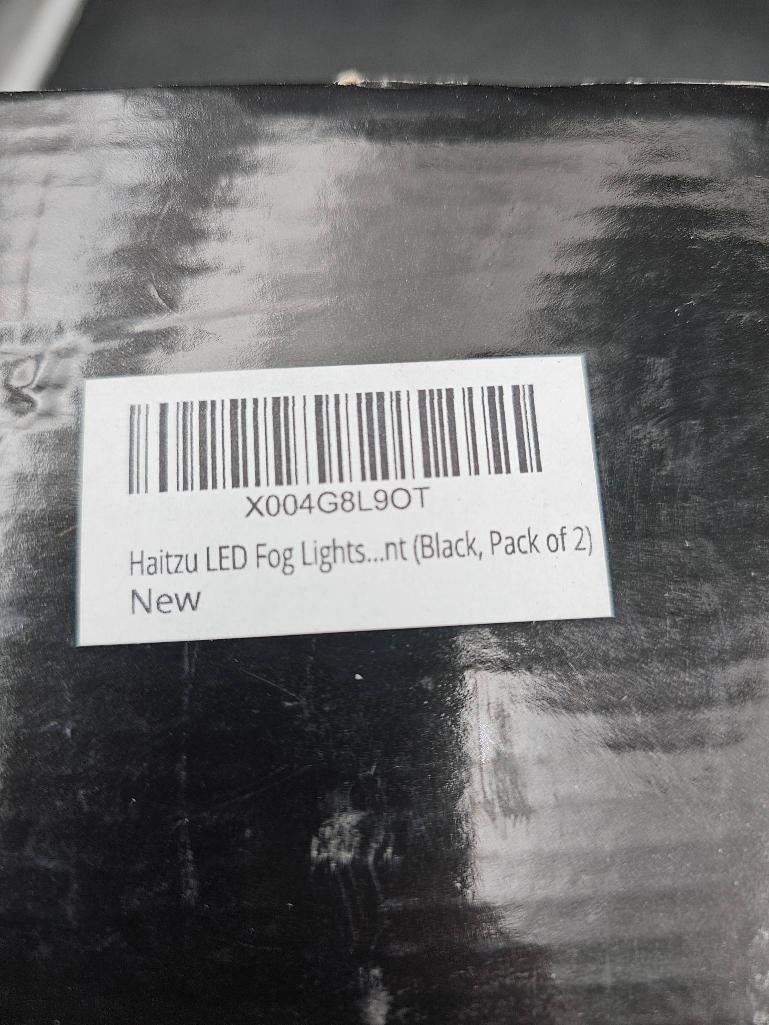 X004G8L9OT
Haitzu LED Fog Lights...nt (Black, Pack of 2)
New